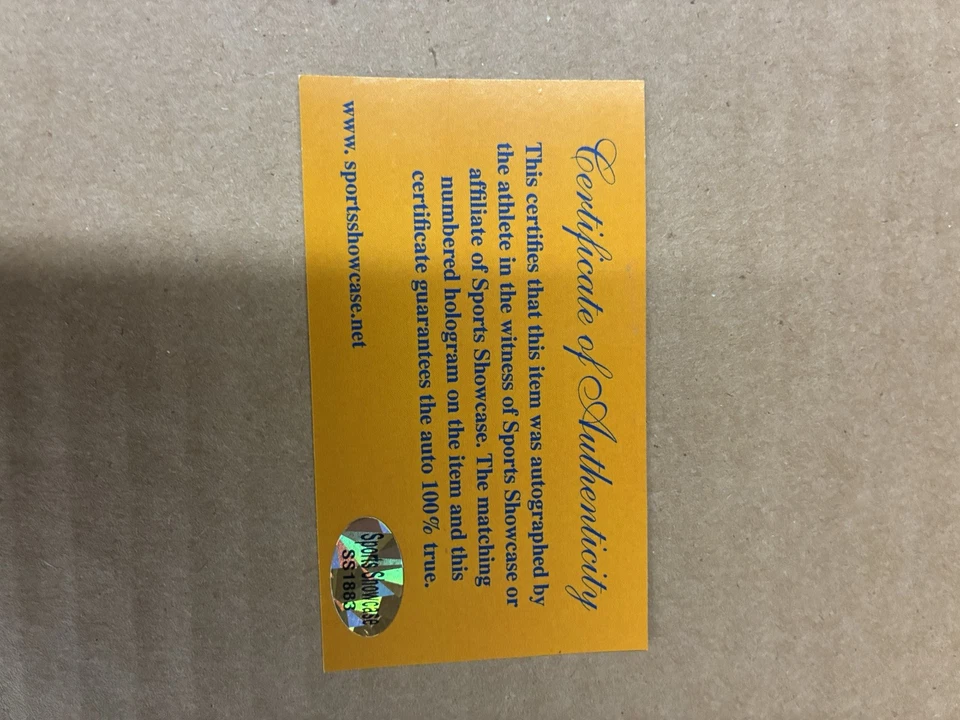 Certificate of Authenticity
This certifies that this item was autographed by
the athlete in the witness of Sports Showcase or
affiliate of Sports Showcase. The matching
numbered hologram on the item and this
certificate guarantees the auto 100% true.
www. sportsshowcase.net
Sports Showcase
SS1883